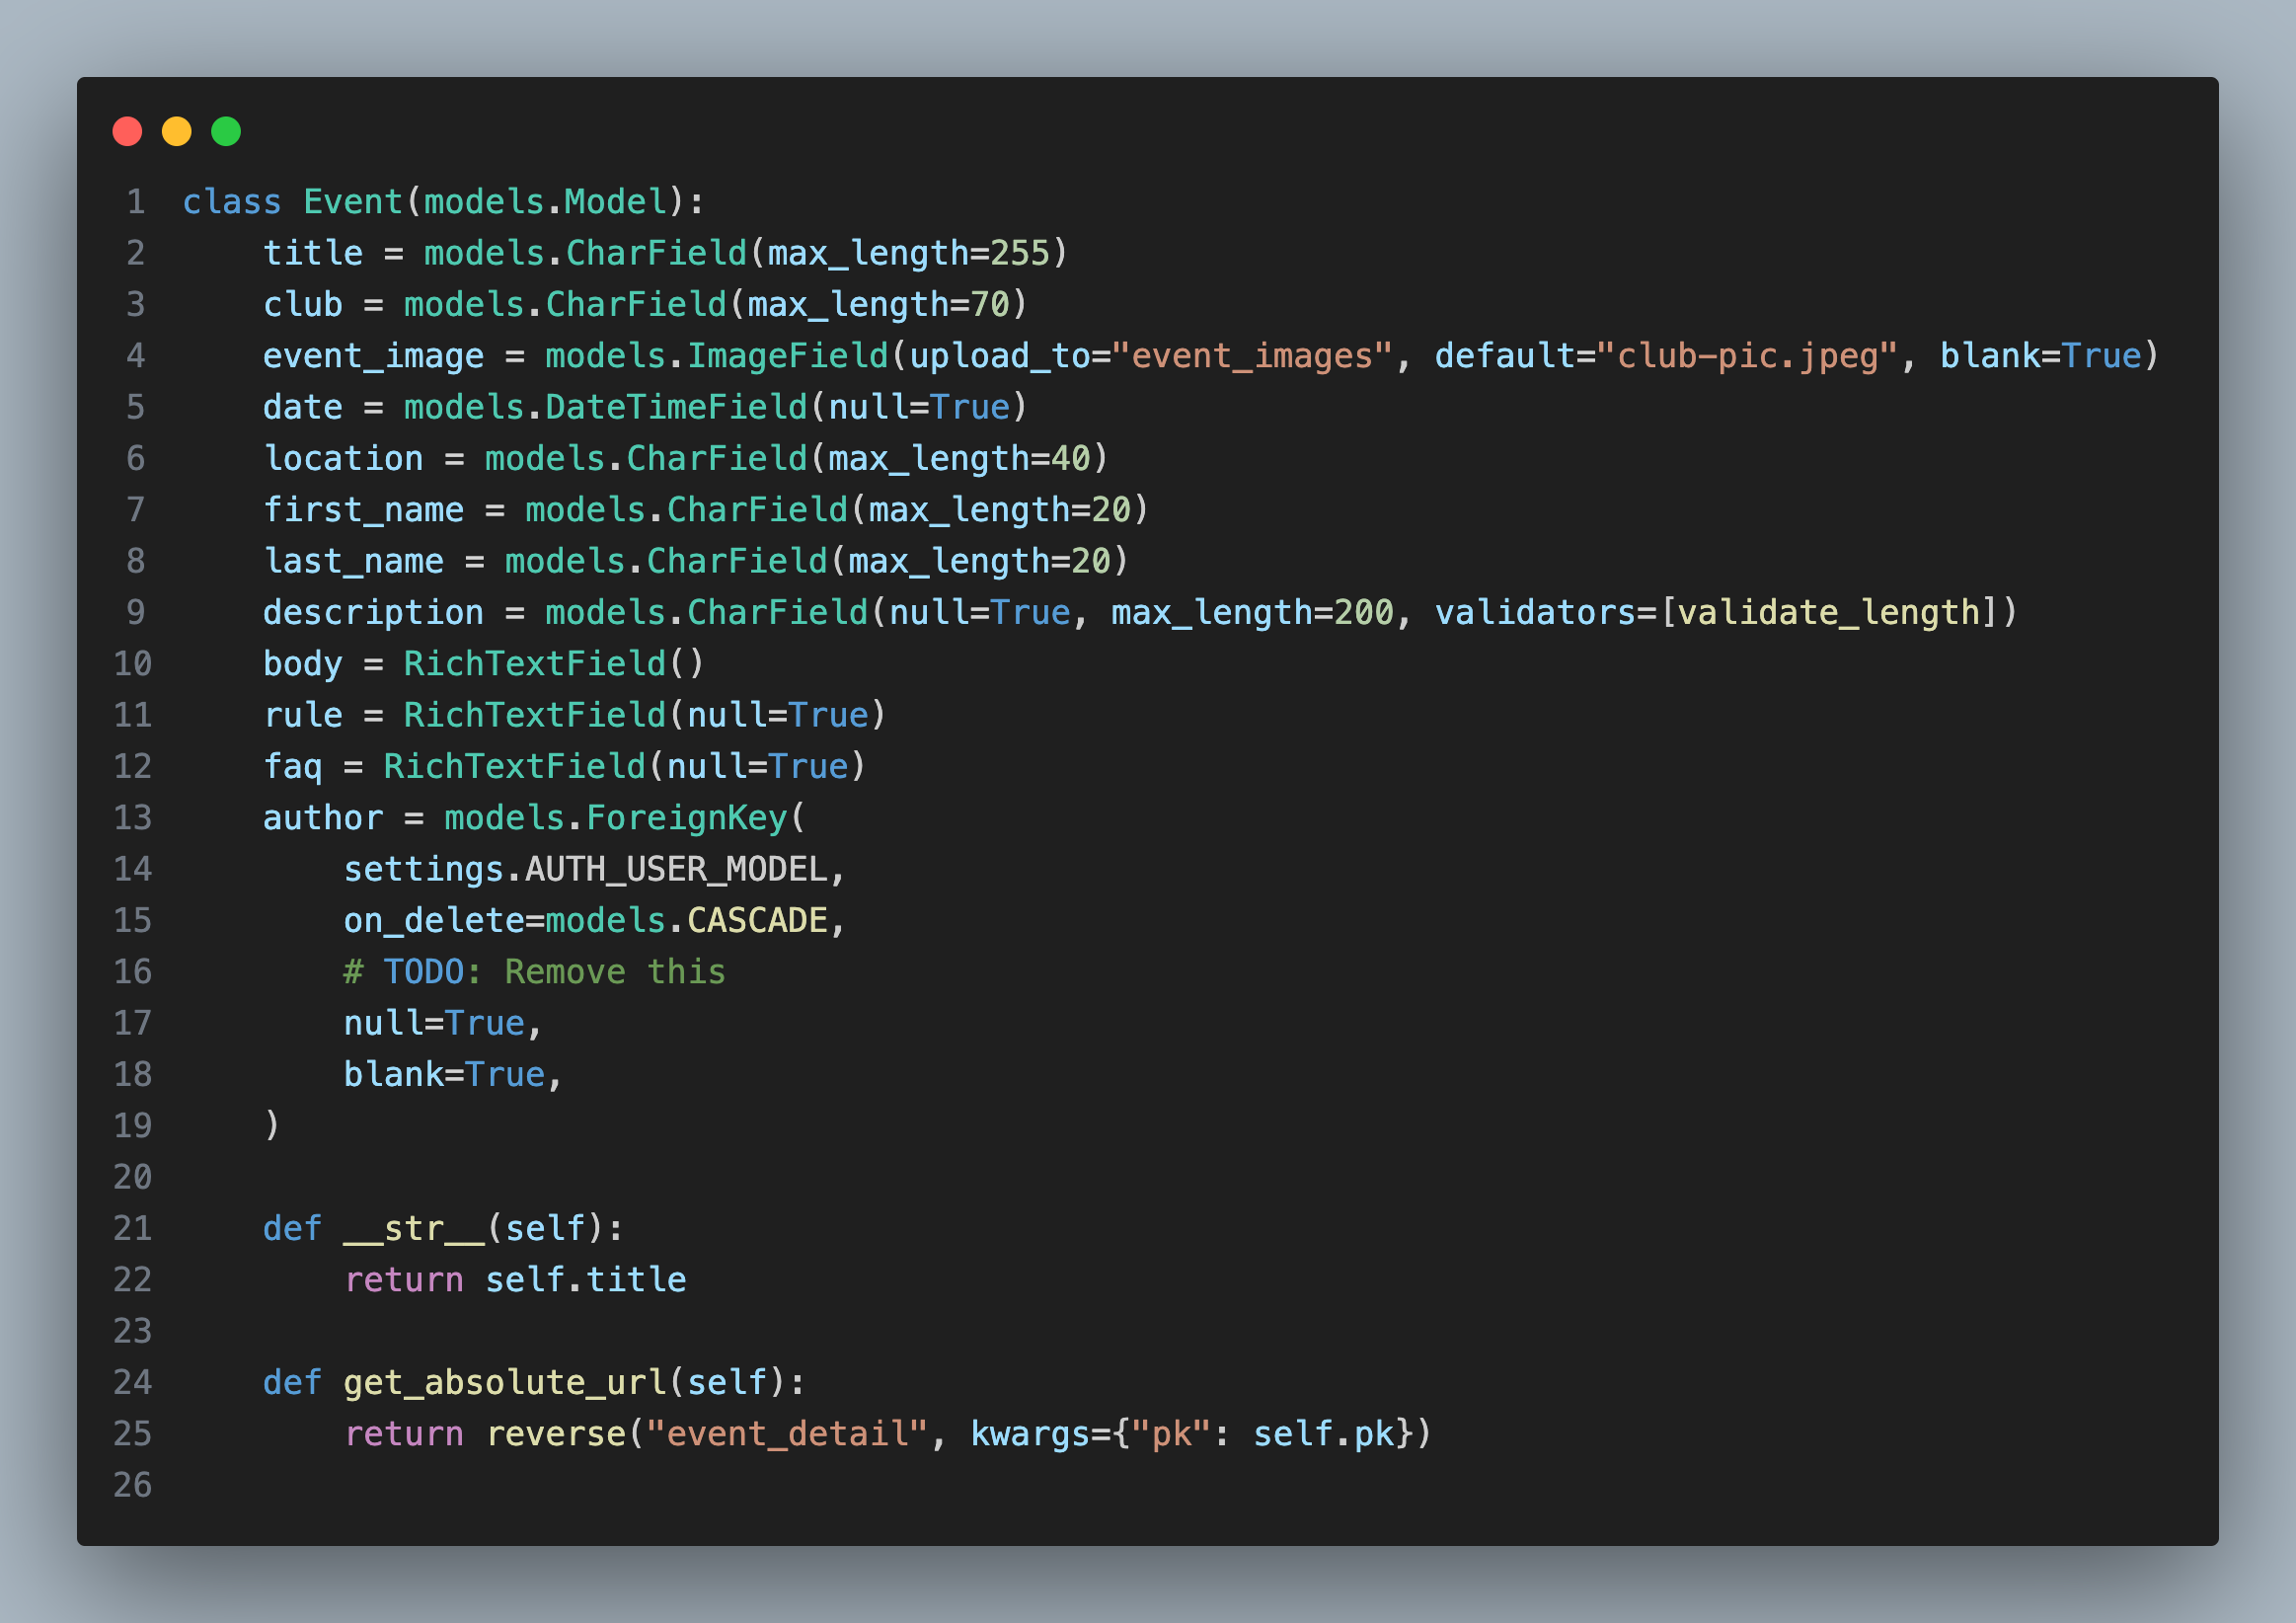 1 class Event(models.Model):
2     title = models.CharField(max_length=255)
3     club = models.CharField(max_length=70)
4     event_image = models.ImageField(upload_to="event_images", default="club-pic.jpeg", blank=True)
5     date = models.DateTimeField(null=True)
6     location = models.CharField(max_length=40)
7     first_name = models.CharField(max_length=20)
8     last_name = models.CharField(max_length=20)
9     description = models.CharField(null=True, max_length=200, validators=[validate_length])
10     body = RichTextField()
11     rule = RichTextField(null=True)
12     faq = RichTextField(null=True)
13     author = models.ForeignKey(
14         settings.AUTH_USER_MODEL,
15         on_delete=models.CASCADE,
16         # TODO: Remove this
17         null=True,
18         blank=True,
19     )
20
21     def __str__(self):
22         return self.title
23
24     def get_absolute_url(self):
25         return reverse("event_detail", kwargs={"pk": self.pk})
26